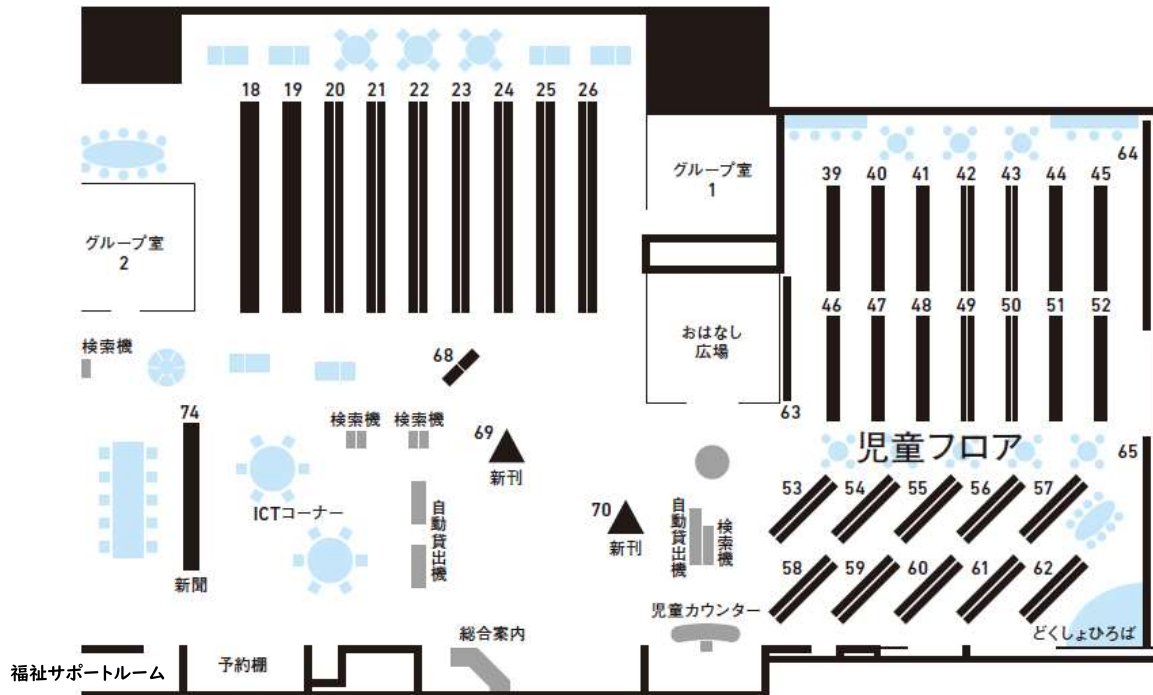 18 19 20 21 22 23 24 25 26
グループ室
1
64
39 40 41 42 43 44 45
グループ室
2
46 47 48 49 50 51 52
おはなし
広場
検索機
68
63
74
検索機 検索機
69
新刊
児童フロア
65
53 54 55 56 57
ICTコーナー
自動貸出機
70
新刊
自動貸出機
検索機
新聞
58 59 60 61 62
児童カウンター
総合案内
どくしょひろば
福祉サポートルーム
予約棚